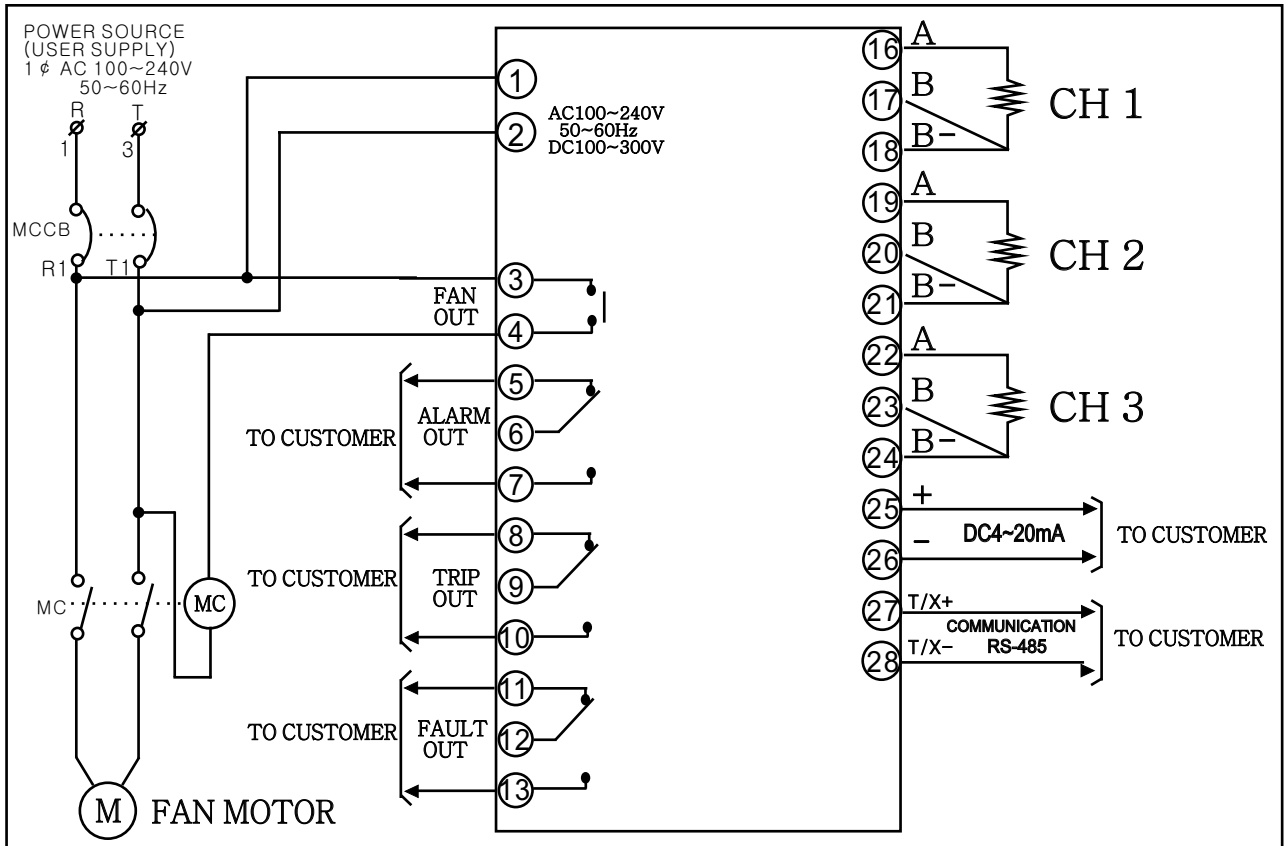 POWER SOURCE
(USER SUPPLY)
1 ¢ AC 100~240V
50~60Hz
R
T
1
3
MCCB
R1
T1
MC
MC
M
FAN MOTOR
1
2
AC100~240V
50~60Hz
DC100~300V
3
FAN
OUT
4
5
ALARM
OUT
6
7
TO CUSTOMER
8
TRIP
OUT
9
10
TO CUSTOMER
11
FAULT
OUT
12
13
TO CUSTOMER
16
A
17
B
18
B-
CH 1
19
A
20
B
21
B-
CH 2
22
A
23
B
24
B-
CH 3
25
+
DC4~20mA
26
-
TO CUSTOMER
27
T/X+
COMMUNICATION
RS-485
28
T/X-
TO CUSTOMER